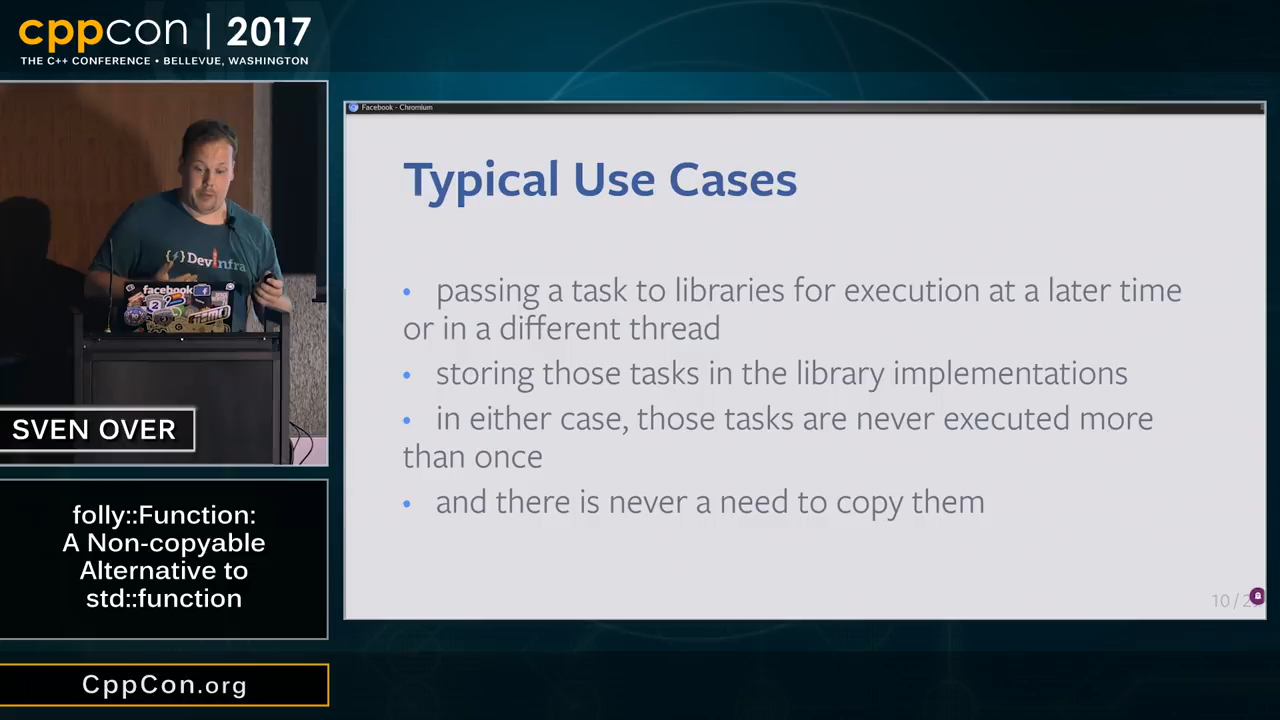 cppcon | 2017
THE C++ CONFERENCE • BELLEVUE, WASHINGTON
Facebook - Chromium
Typical Use Cases
• passing a task to libraries for execution at a later time
or in a different thread
• storing those tasks in the library implementations
• in either case, those tasks are never executed more
than once
• and there is never a need to copy them
10 / 2
{⚡}DevInfra
facebook
SVEN OVER
folly::Function:
A Non-copyable
Alternative to
std::function
CppCon.org